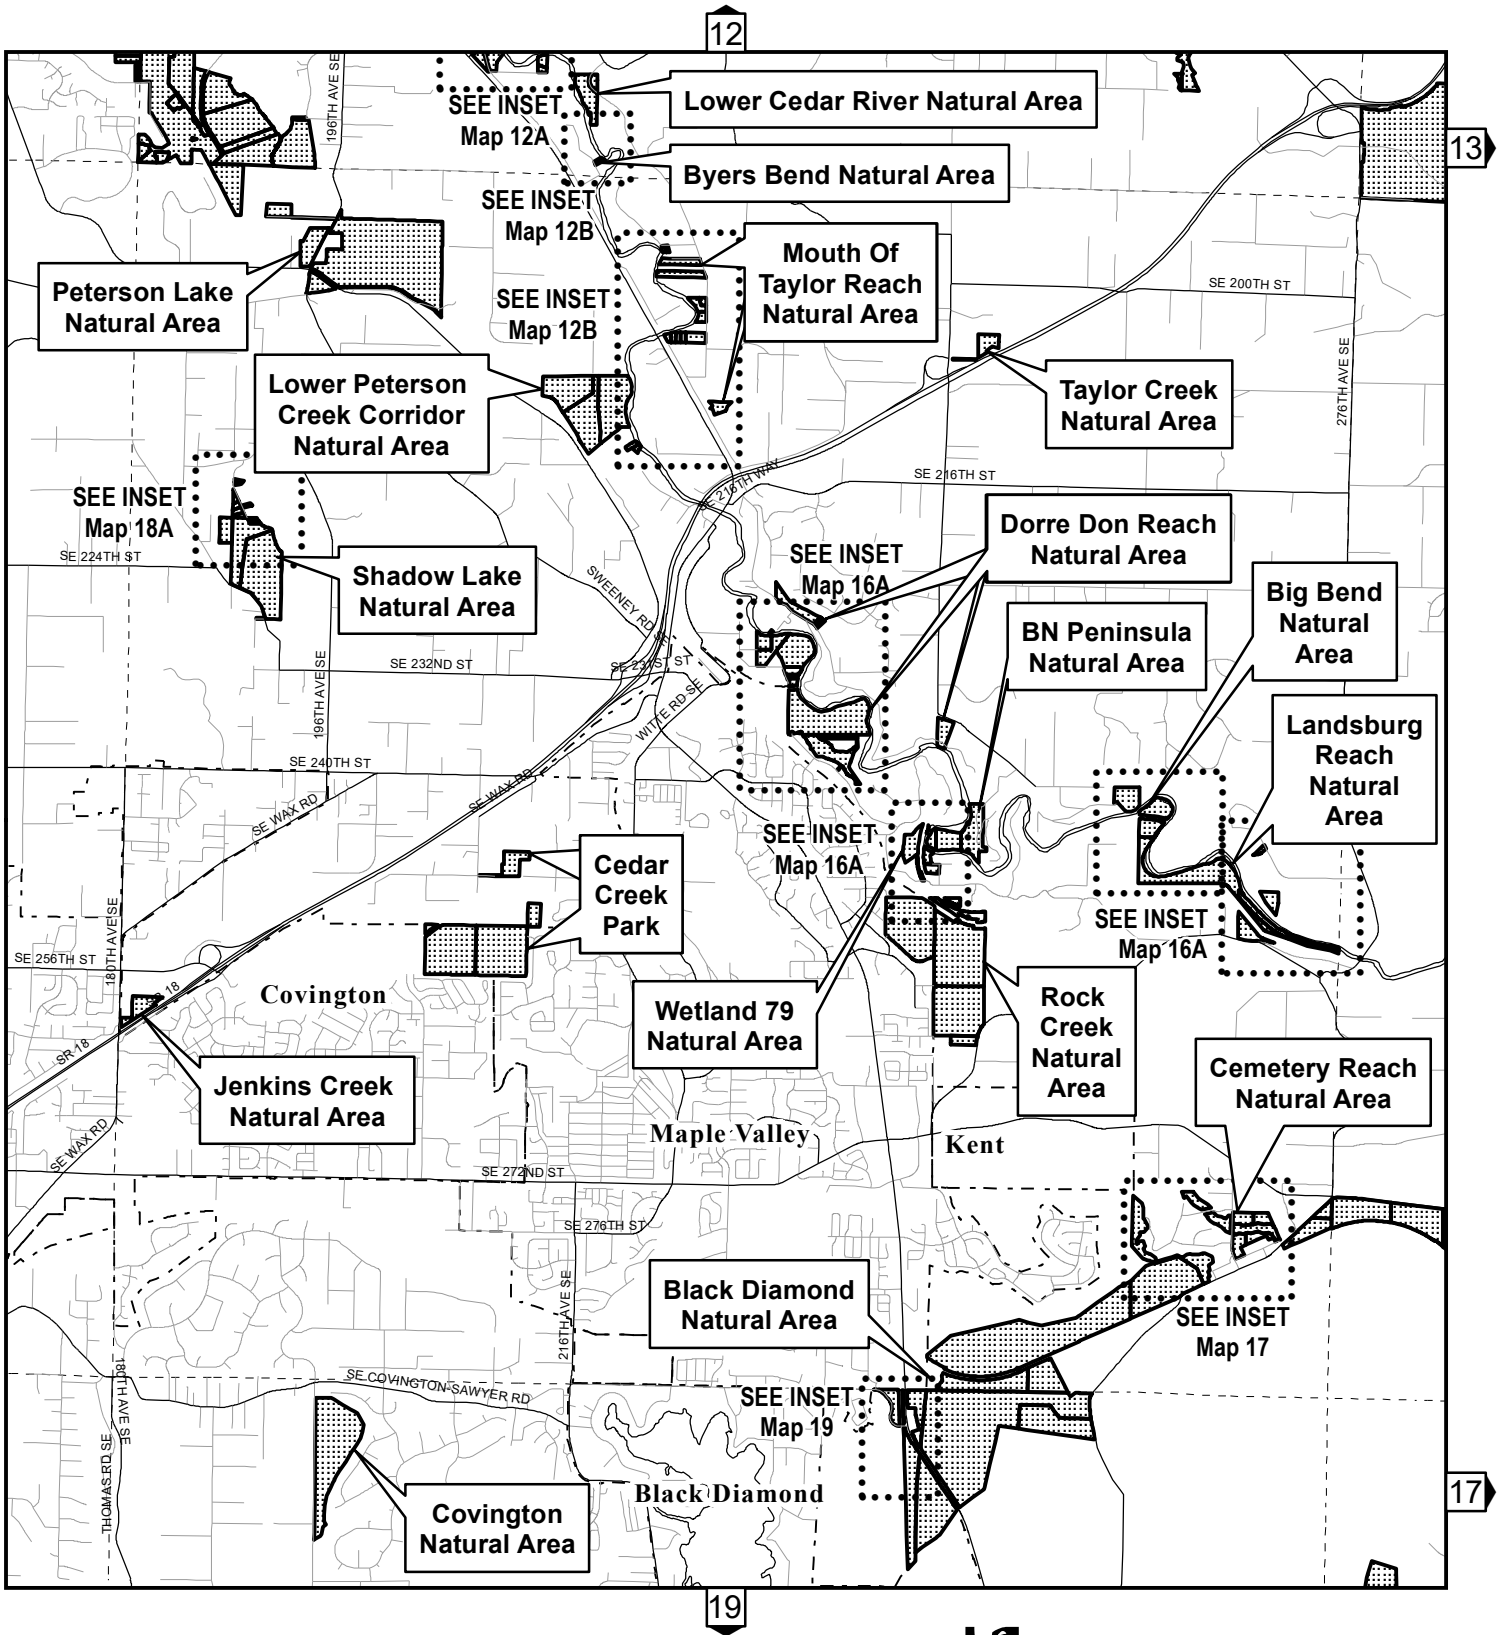 12
196TH AVE SE
SEE INSET
Map 12A
Lower Cedar River Natural Area
13
Byers Bend Natural Area
SEE INSET
Map 12B
Mouth Of
Taylor Reach
Natural Area
Peterson Lake
Natural Area
SEE INSET
Map 12B
SE 200TH ST
276TH AVE SE
Lower Peterson
Creek Corridor
Natural Area
Taylor Creek
Natural Area
SE 216TH WAY
SE 216TH ST
SEE INSET
Map 18A
SE 224TH ST
Shadow Lake
Natural Area
SWEENEY RD SE
SEE INSET
Map 16A
Dorre Don Reach
Natural Area
Big Bend
Natural
Area
BN Peninsula
Natural Area
SE 232ND ST
SE 231ST ST
196TH AVE SE
WITTE RD SE
Landsburg
Reach
Natural
Area
SE 240TH ST
SE WAX RD
SE WAX RD
SEE INSET
Map 16A
Cedar
Creek
Park
SEE INSET
Map 16A
180TH AVE SE
SE 256TH ST
Covington
18
Wetland 79
Natural Area
Rock
Creek
Natural
Area
SR 18
Jenkins Creek
Natural Area
Cemetery Reach
Natural Area
SE WAX RD
Maple Valley
Kent
SE 272ND ST
SE 276TH ST
216TH AVE SE
Black Diamond
Natural Area
SEE INSET
Map 17
SE COVINGTON-SAWYER RD
180TH AVE SE
SEE INSET
Map 19
THOMAS RD SE
Black Diamond
Covington
Natural Area
17
19